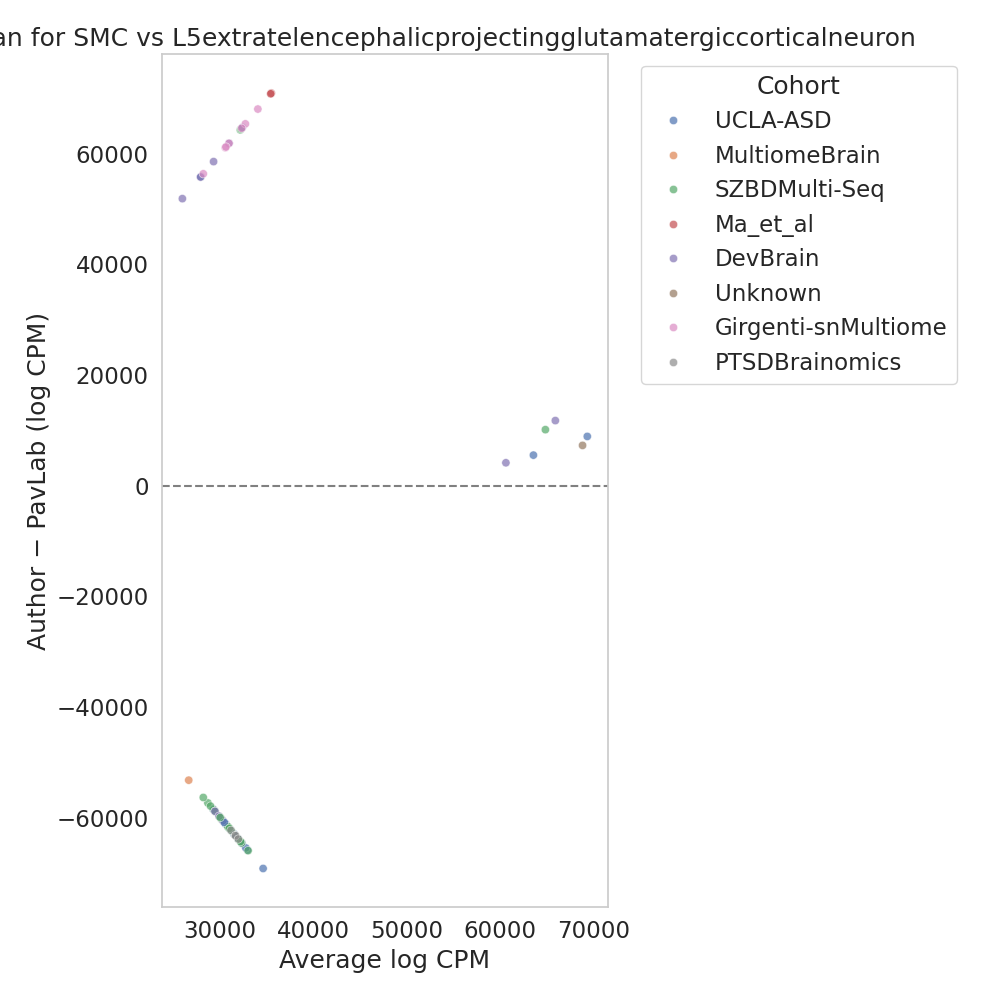 an for SMC vs L5extratelencephalicprojectingglutamatergiccorticalneuron
Cohort
UCLA-ASD
MultiomeBrain
SZBDMulti-Seq
Ma_et_al
DevBrain
Unknown
Girgenti-snMultiome
PTSDBrainomics
Author − PavLab (log CPM)
60000
40000
20000
0
−20000
−40000
−60000
30000 40000 50000 60000 70000
Average log CPM